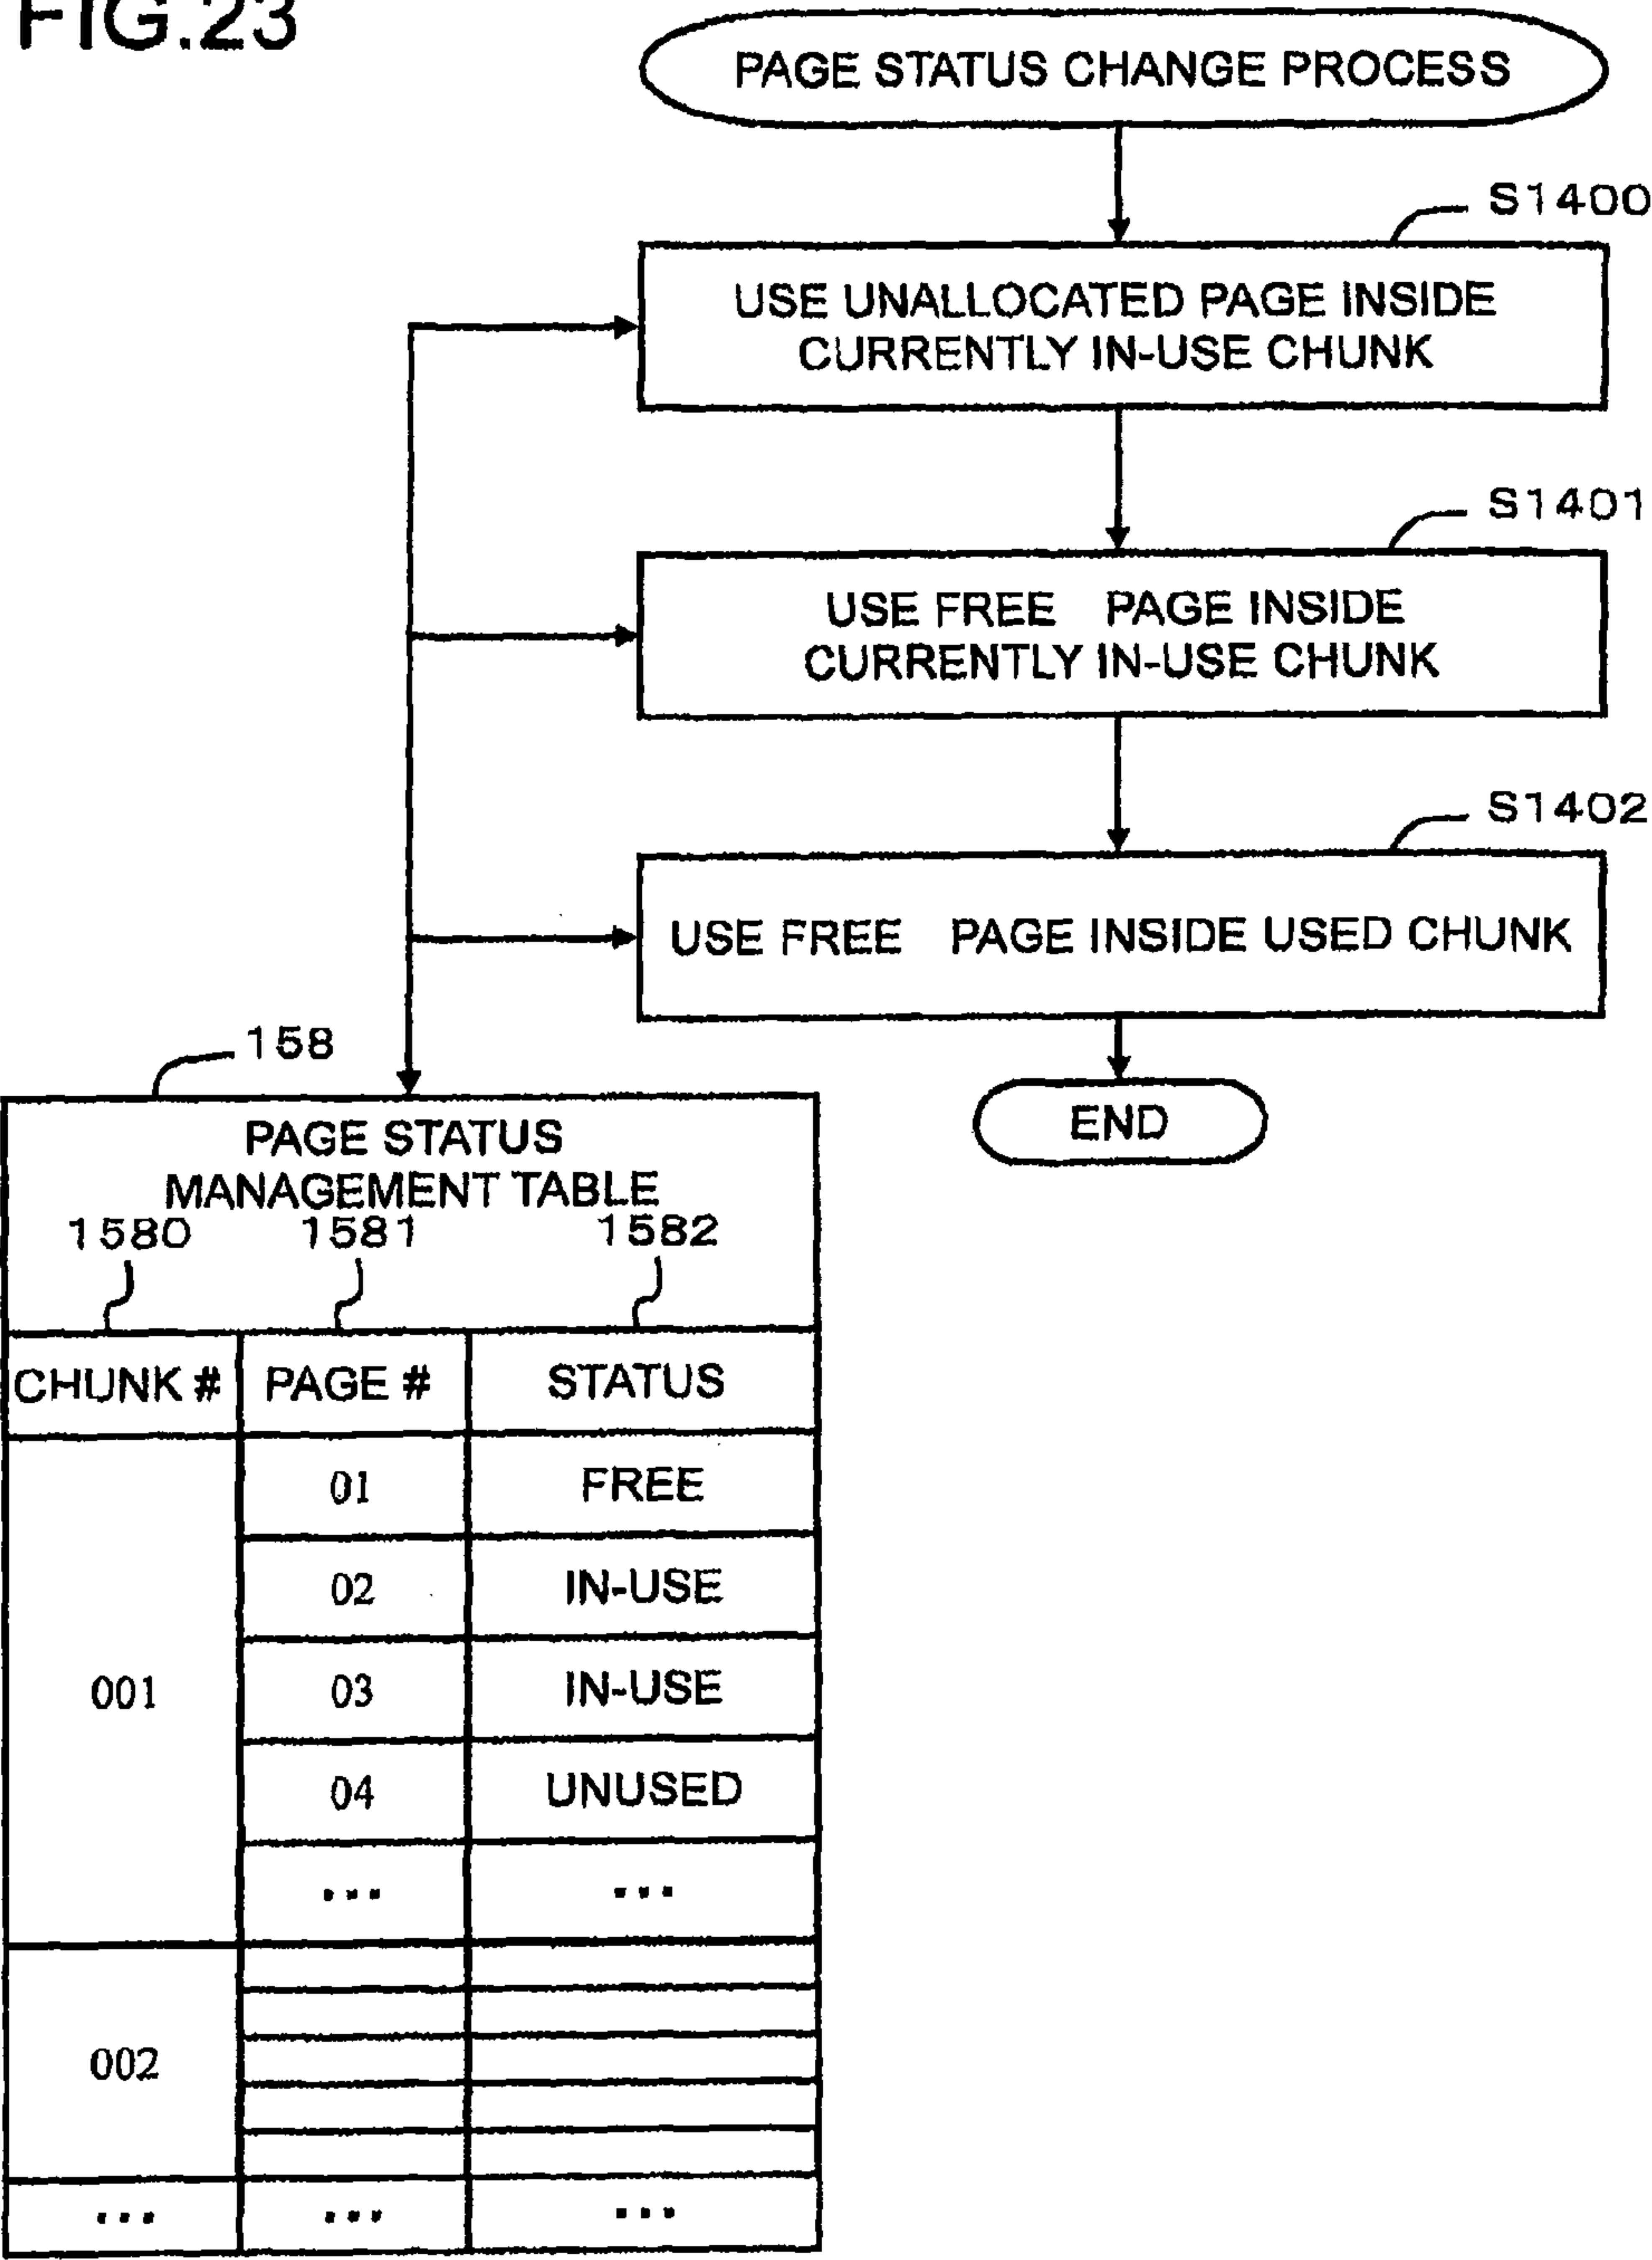 FIG.23
PAGE STATUS CHANGE PROCESS
S1400
USE UNALLOCATED PAGE INSIDE
CURRENTLY IN-USE CHUNK
S1401
USE FREE PAGE INSIDE
CURRENTLY IN-USE CHUNK
S1402
USE FREE PAGE INSIDE USED CHUNK
END
158
PAGE STATUS
MANAGEMENT TABLE
1580 1581 1582
CHUNK # PAGE # STATUS
001
01 FREE
02 IN-USE
03 IN-USE
04 UNUSED
... ...
002
... ... ...